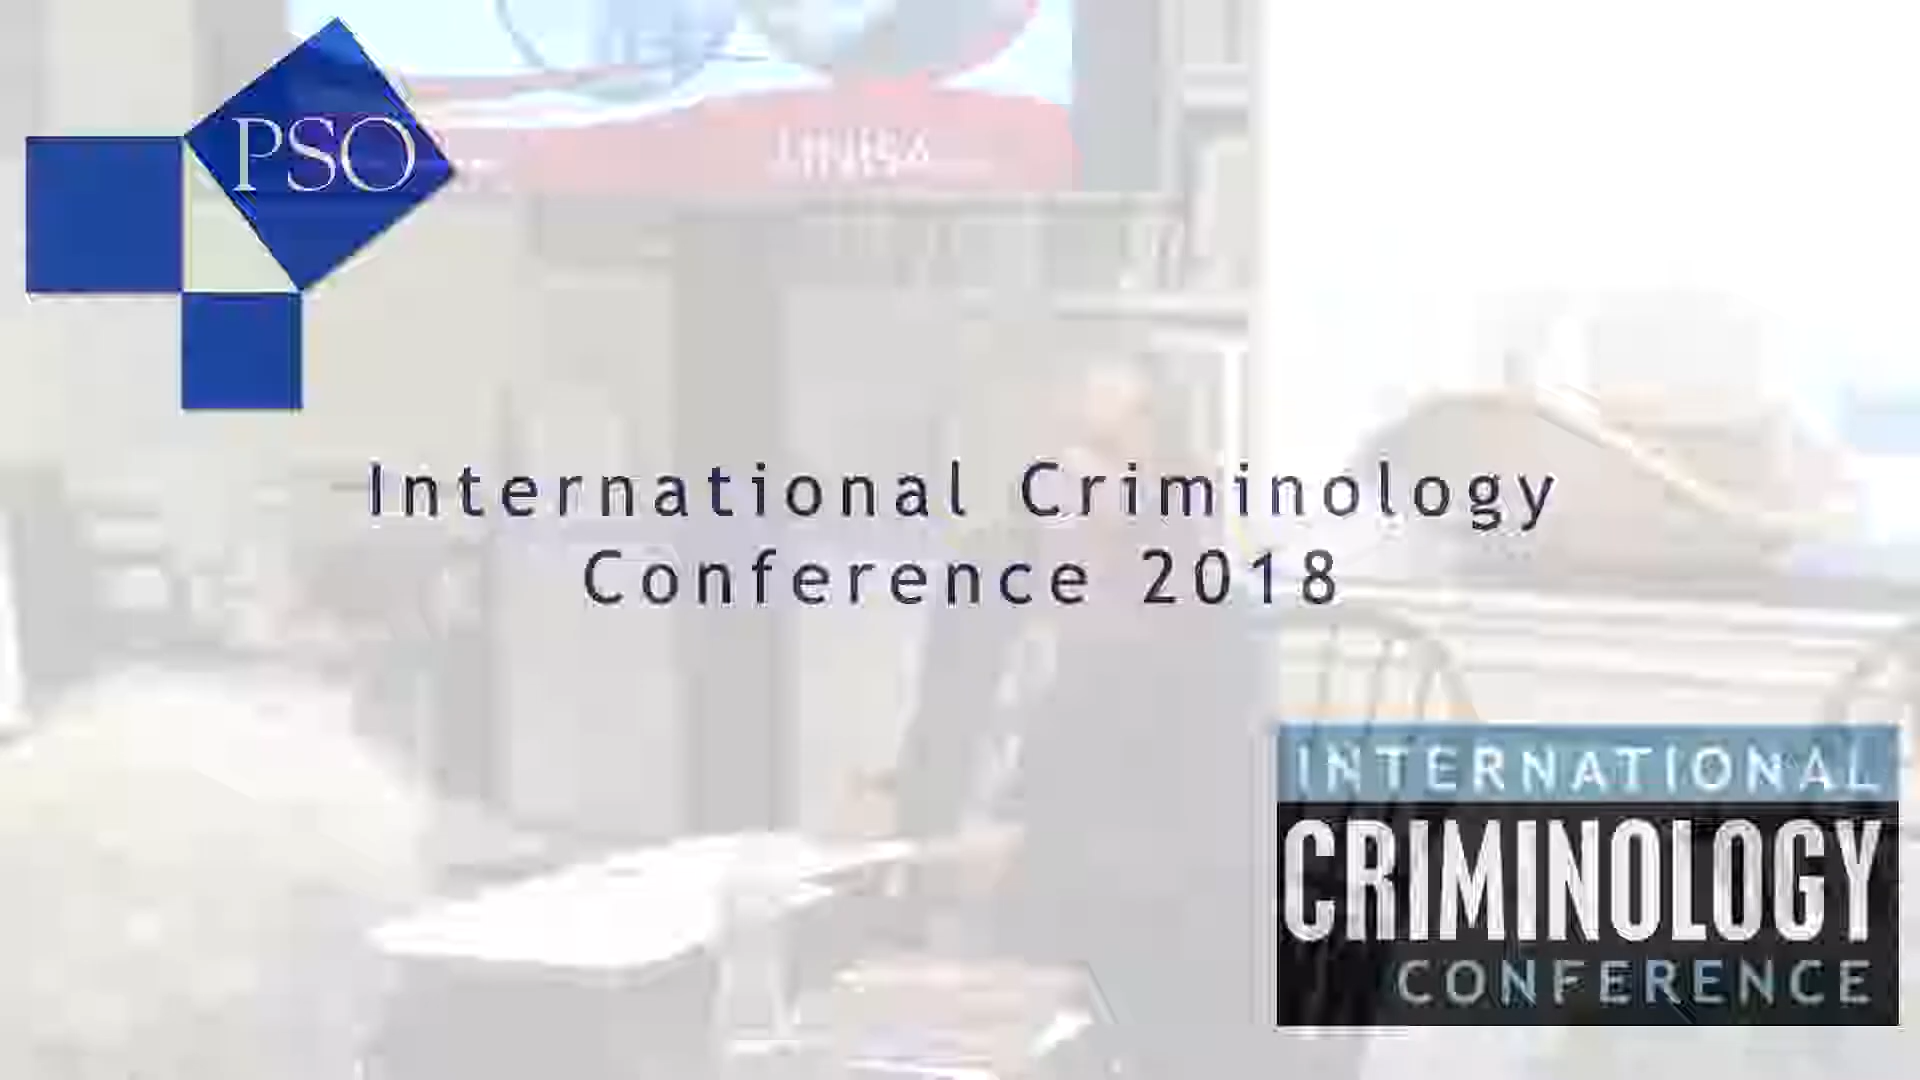 PSO
International Criminology
Conference 2018
INTERNATIONAL
CRIMINOLOGY
CONFERENCE